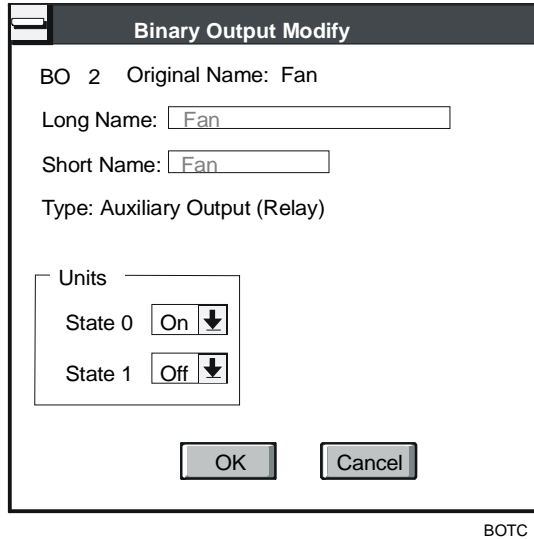 Binary Output Modify
BO 2 Original Name: Fan
Long Name: Fan
Short Name: Fan
Type: Auxiliary Output (Relay)
Units
State 0 On
State 1 Off
OK Cancel
BOTC